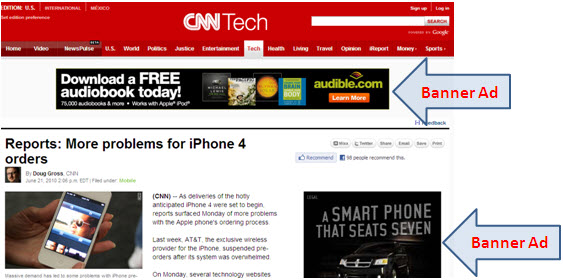 EDITION: U.S. | INTERNATIONAL | MÉXICO
Set edition preference
Sign up | Log in
CNN Tech
SEARCH
POWERED BY Google
Home Video NewsPulse BETA U.S. World Politics Justice Entertainment Tech Health Living Travel Opinion iReport Money Sports
Download a FREE
audiobook today!
75,000 audiobooks & more • Works with Apple® iPod®
MICHAEL LEWIS
BODY
audible.com
Learn More
Banner Ad
Feedback
Reports: More problems for iPhone 4
orders
By Doug Gross, CNN
June 21, 2010 2:06 p.m. EDT | Filed under: Mobile
Mixx Twitter Share Email Save Print
Recommend 58 people recommend this.
(CNN) -- As deliveries of the hotly
anticipated iPhone 4 were set to begin,
reports surfaced Monday of more problems
with the Apple phone's ordering process.
Last week, AT&T, the exclusive wireless
provider for the iPhone, suspended pre-
orders after its system was overwhelmed
On Monday, several technology websites
Massive demand has led to some problems with iPhone pre-
LEGAL
A SMART PHONE
THAT SEATS SEVEN
Banner Ad